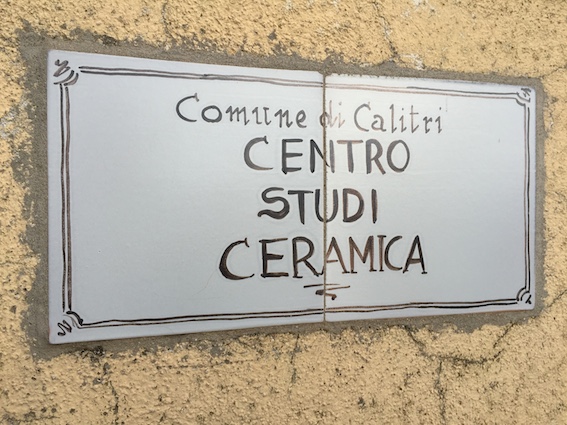 Comune di Calitri
CENTRO
STUDI
CERAMICA